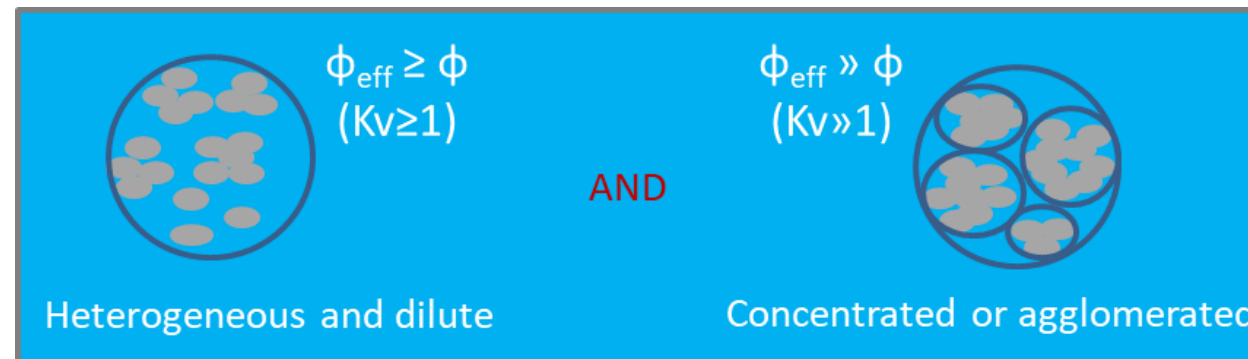 ϕeff ≥ ϕ
(Kv≥1)
ϕeff » ϕ
(Kv»1)
AND
Heterogeneous and dilute
Concentrated or agglomerated